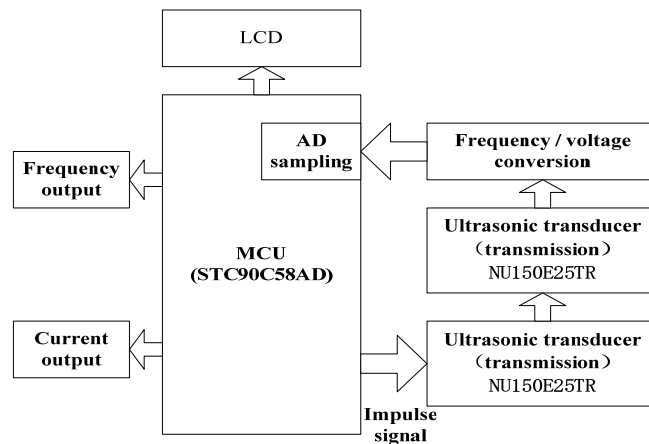 LCD
AD
sampling
Frequency / voltage
conversion
Frequency
output
Ultrasonic transducer
（transmission）
NU150E25TR
MCU
(STC90C58AD)
Current
output
Ultrasonic transducer
（transmission）
NU150E25TR
Impulse
signal